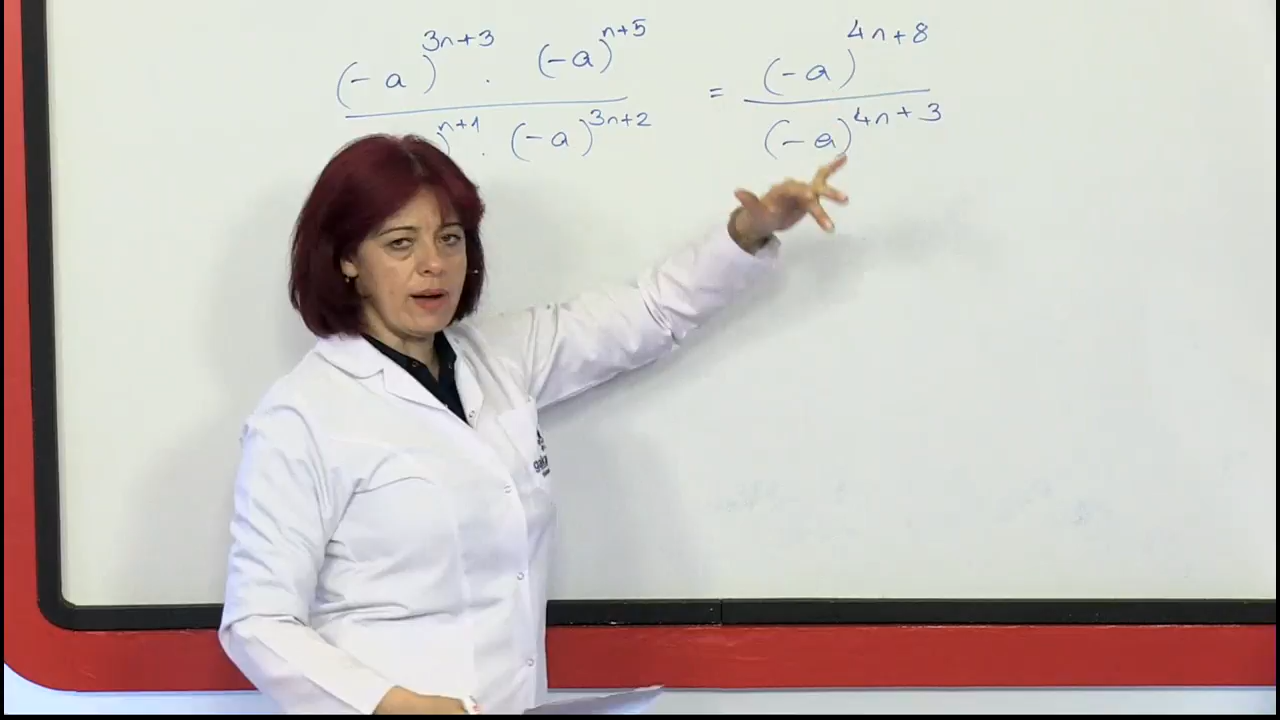 (-a)^{3n+3} · (-a)^{n+5} = (-a)^{4n+8}
)^{n+1} · (-a)^{3n+2} (-a)^{4n+3}